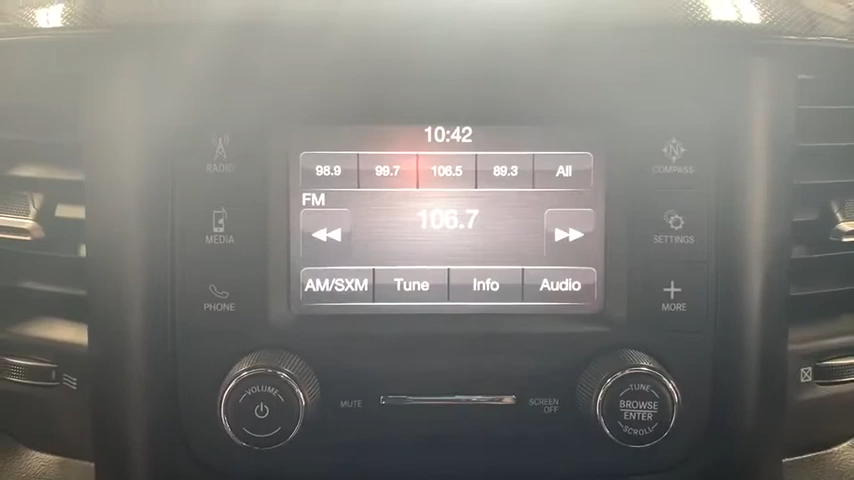 10:42
98.9 99.7 106.5 89.3 All
FM
106.7
AM/SXM Tune Info Audio
RADIO
MEDIA
PHONE
N
COMPASS
SETTINGS
MORE
VOLUME
MUTE
SCREEN
OFF
TUNE
BROWSE
ENTER
SCROLL